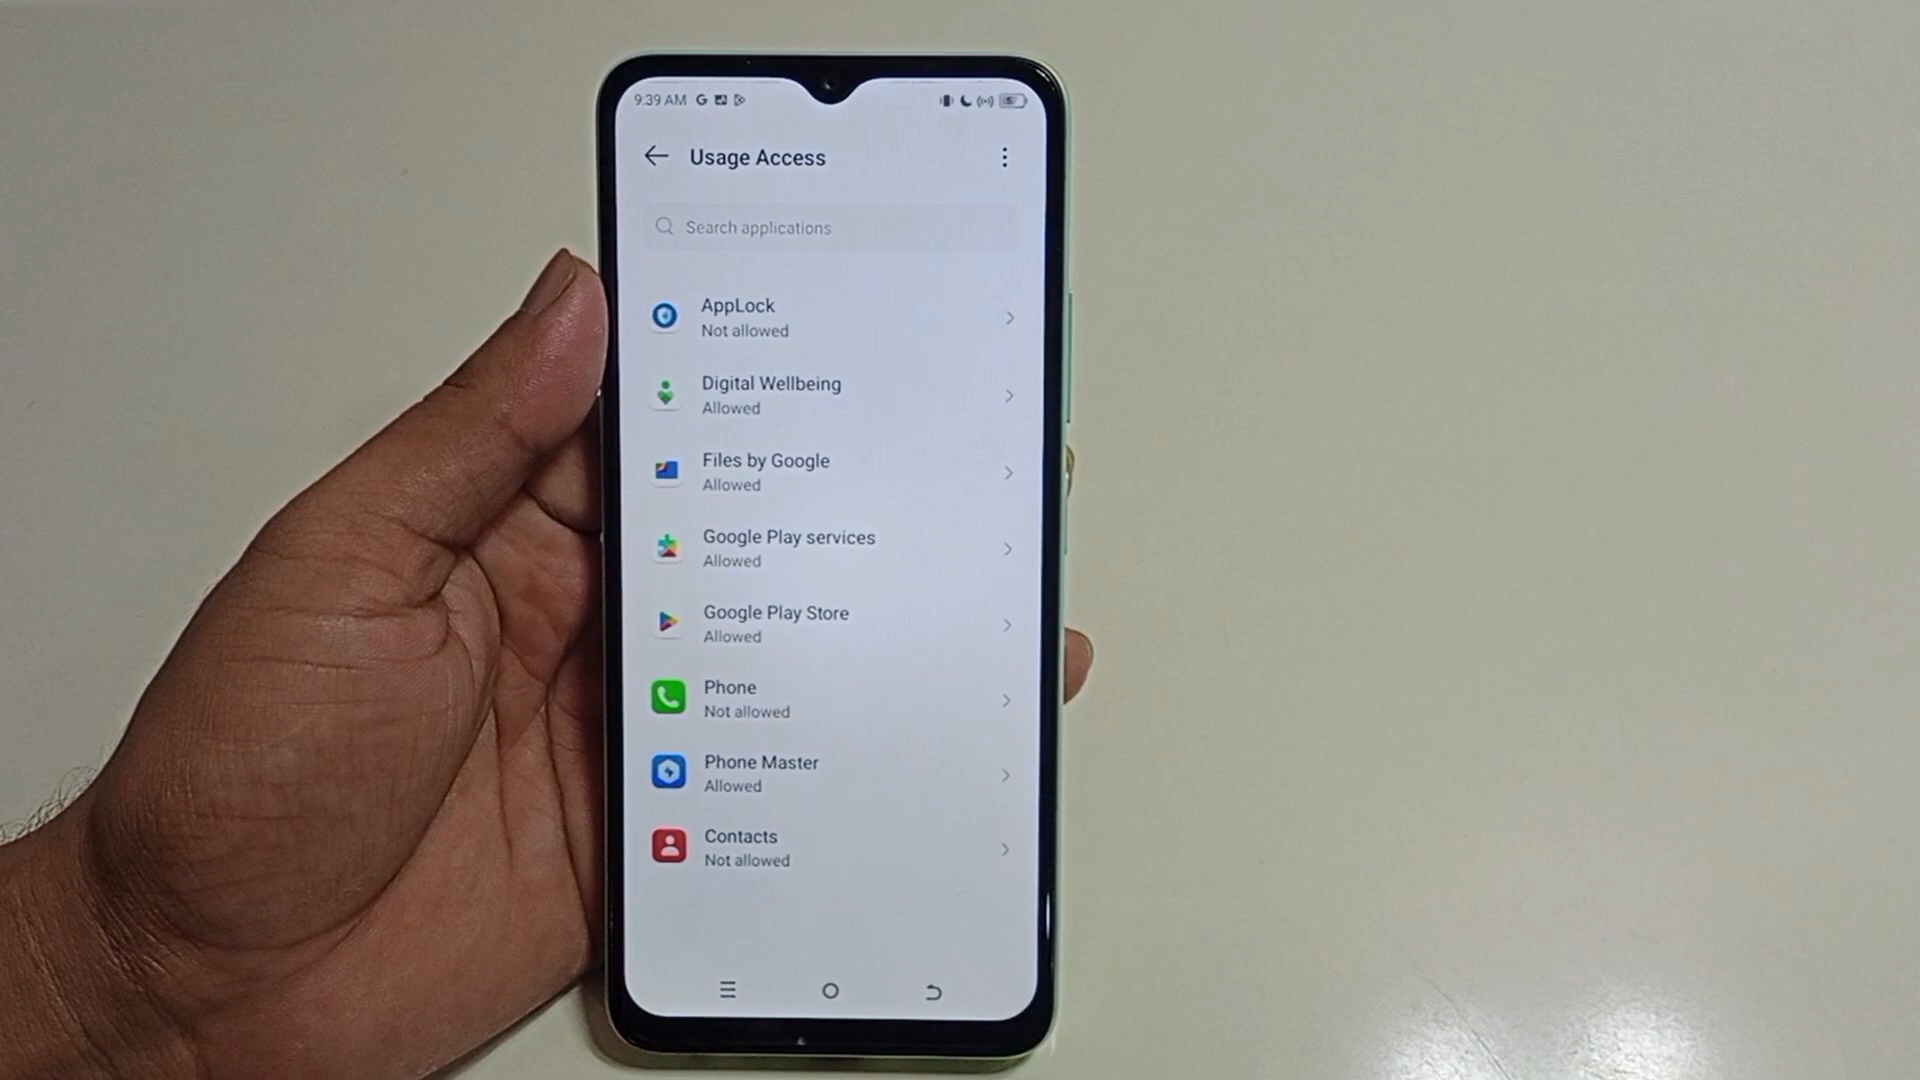 9:39 AM G
Usage Access
Search applications
AppLock
Not allowed
Digital Wellbeing
Allowed
Files by Google
Allowed
Google Play services
Allowed
Google Play Store
Allowed
Phone
Not allowed
Phone Master
Allowed
Contacts
Not allowed